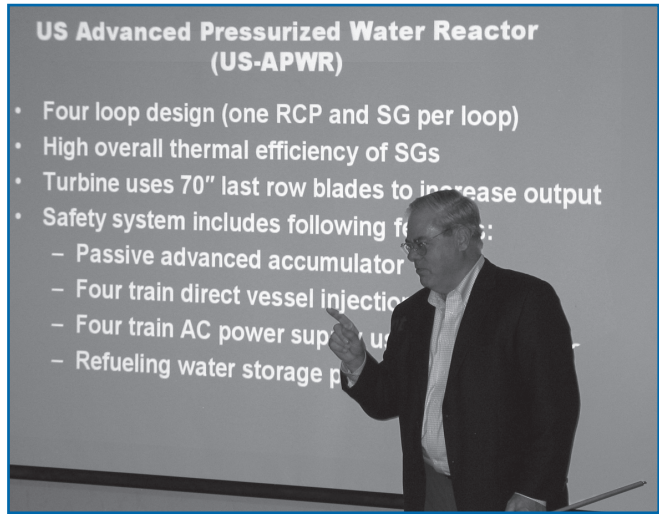 US Advanced Pressurized Water Reactor
(US-APWR)
• Four loop design (one RCP and SG per loop)
• High overall thermal efficiency of SGs
• Turbine uses 70" last row blades to increase output
• Safety system includes following
– Passive advanced accumulator
– Four train direct vessel injection
– Four train AC power supply
– Refueling water storage